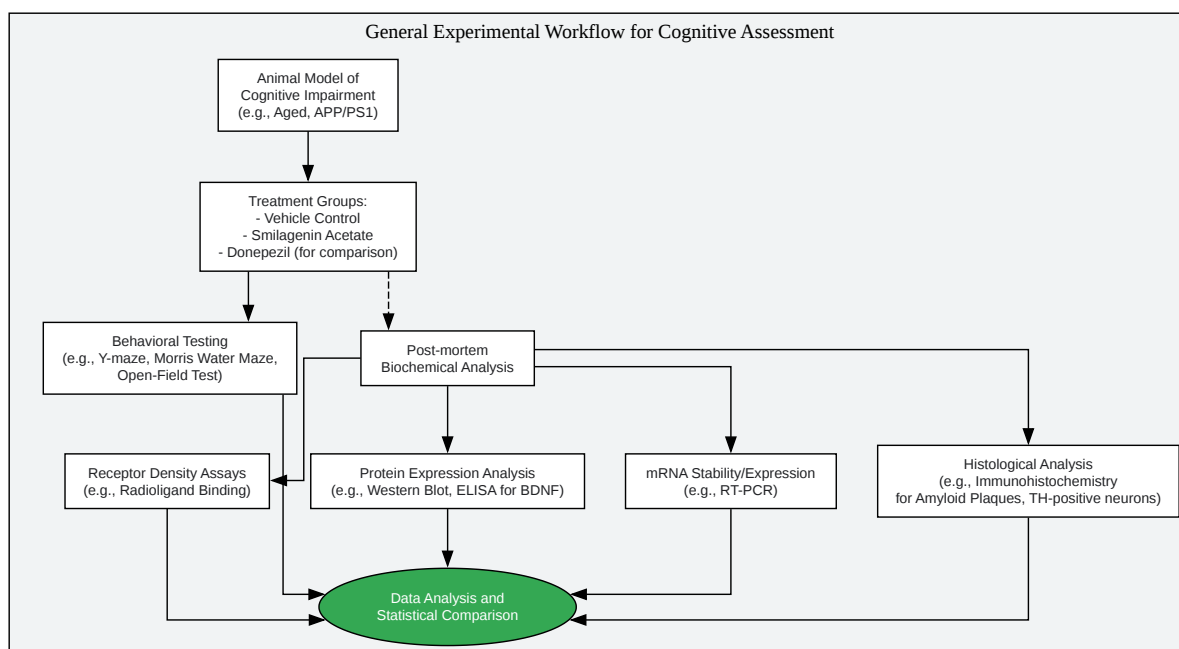 General Experimental Workflow for Cognitive Assessment
Animal Model of
Cognitive Impairment
(e.g., Aged, APP/PS1)
Treatment Groups:
- Vehicle Control
- Smilagenin Acetate
- Donepezil (for comparison)
Behavioral Testing
(e.g., Y-maze, Morris Water Maze,
Open-Field Test)
Post-mortem
Biochemical Analysis
Receptor Density Assays
(e.g., Radioligand Binding)
Protein Expression Analysis
(e.g., Western Blot, ELISA for BDNF)
mRNA Stability/Expression
(e.g., RT-PCR)
Histological Analysis
(e.g., Immunohistochemistry
for Amyloid Plaques, TH-positive neurons)
Data Analysis and
Statistical Comparison